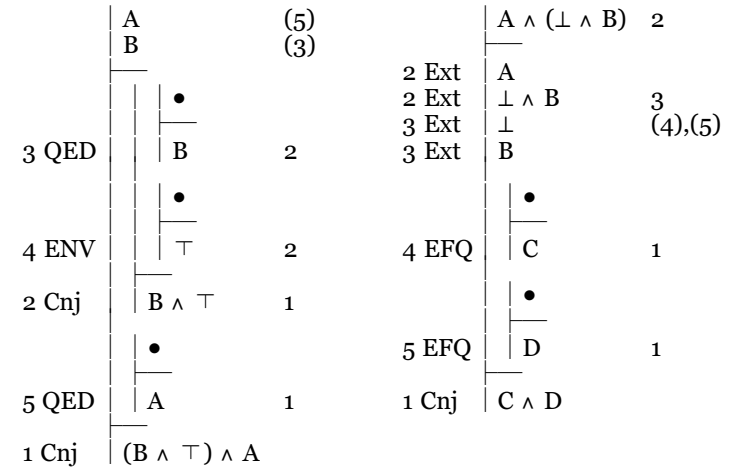 A (5)
B (3)
●
3 QED B 2
●
4 ENV ⊤ 2
2 Cnj B ∧ ⊤ 1
●
5 QED A 1
1 Cnj (B ∧ ⊤) ∧ A
A ∧ (⊥ ∧ B) 2
2 Ext A
2 Ext ⊥ ∧ B 3
3 Ext ⊥ (4),(5)
3 Ext B
●
4 EFQ C 1
●
5 EFQ D 1
1 Cnj C ∧ D